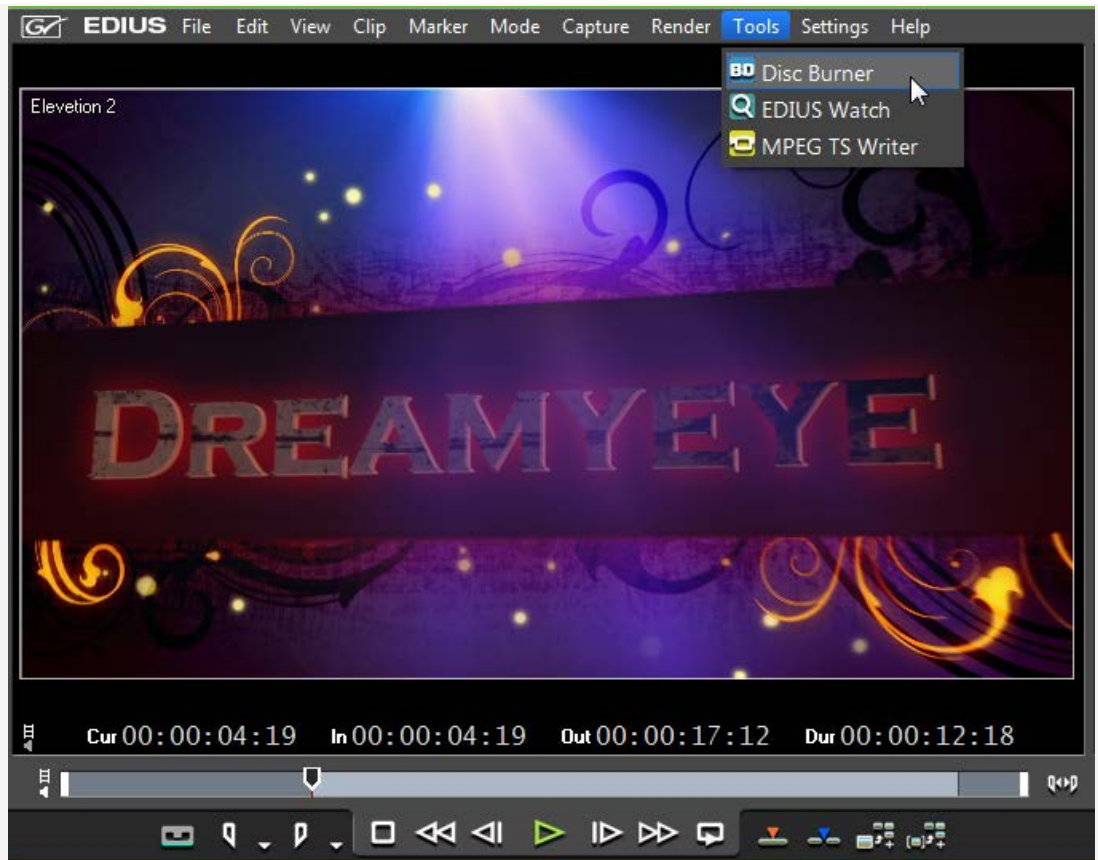 GV EDIUS File Edit View Clip Marker Mode Capture Render Tools Settings Help
BD Disc Burner
EDIUS Watch
MPEG TS Writer
Elevetion 2
DREAMYEYE
Cur 00:00:04:19 In 00:00:04:19 Out 00:00:17:12 Dur 00:00:12:18